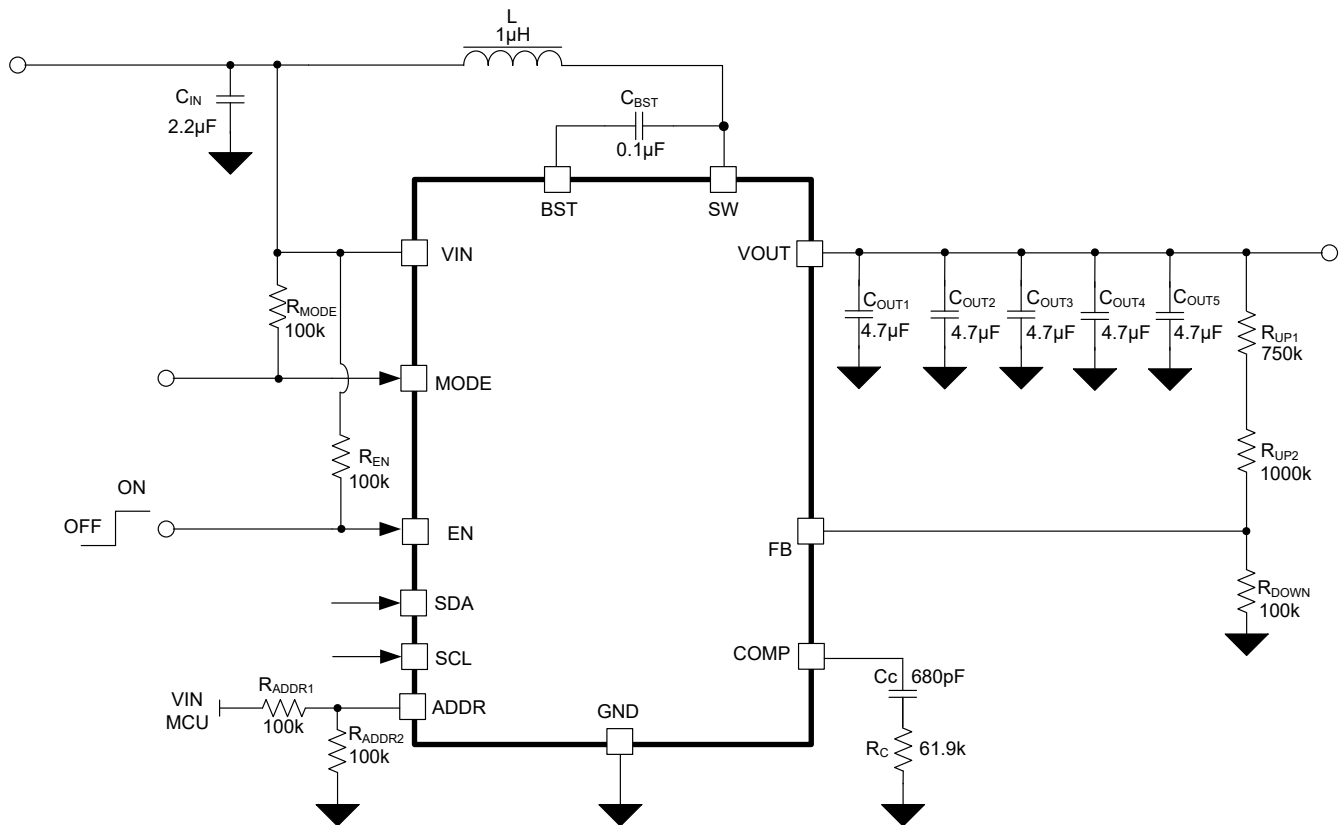 L
1µH
CIN
2.2µF
CBST
0.1µF
BST
SW
VIN
VOUT
RMODE
100k
COUT1
4.7µF
COUT2
4.7µF
COUT3
4.7µF
COUT4
4.7µF
COUT5
4.7µF
RUP1
750k
MODE
REN
100k
RUP2
1000k
ON
OFF
EN
FB
SDA
RDOWN
100k
SCL
COMP
Cc 680pF
VIN
MCU
RADDR1
100k
ADDR
RADDR2
100k
GND
RC 61.9k